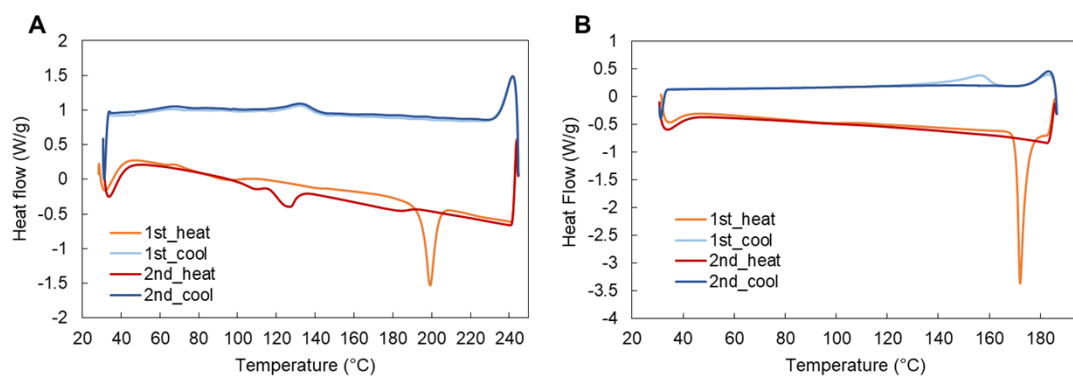 A
Heat flow (W/g)
2
1.5
1
0.5
0
-0.5
-1
-1.5
-2
1st_heat
1st_cool
2nd_heat
2nd_cool
20 40 60 80 100 120 140 160 180 200 220 240
Temperature (°C)
B
Heat Flow (W/g)
1
0.5
0
-0.5
-1
-1.5
-2
-2.5
-3
-3.5
-4
1st_heat
1st_cool
2nd_heat
2nd_cool
20 40 60 80 100 120 140 160 180
Temperature (°C)